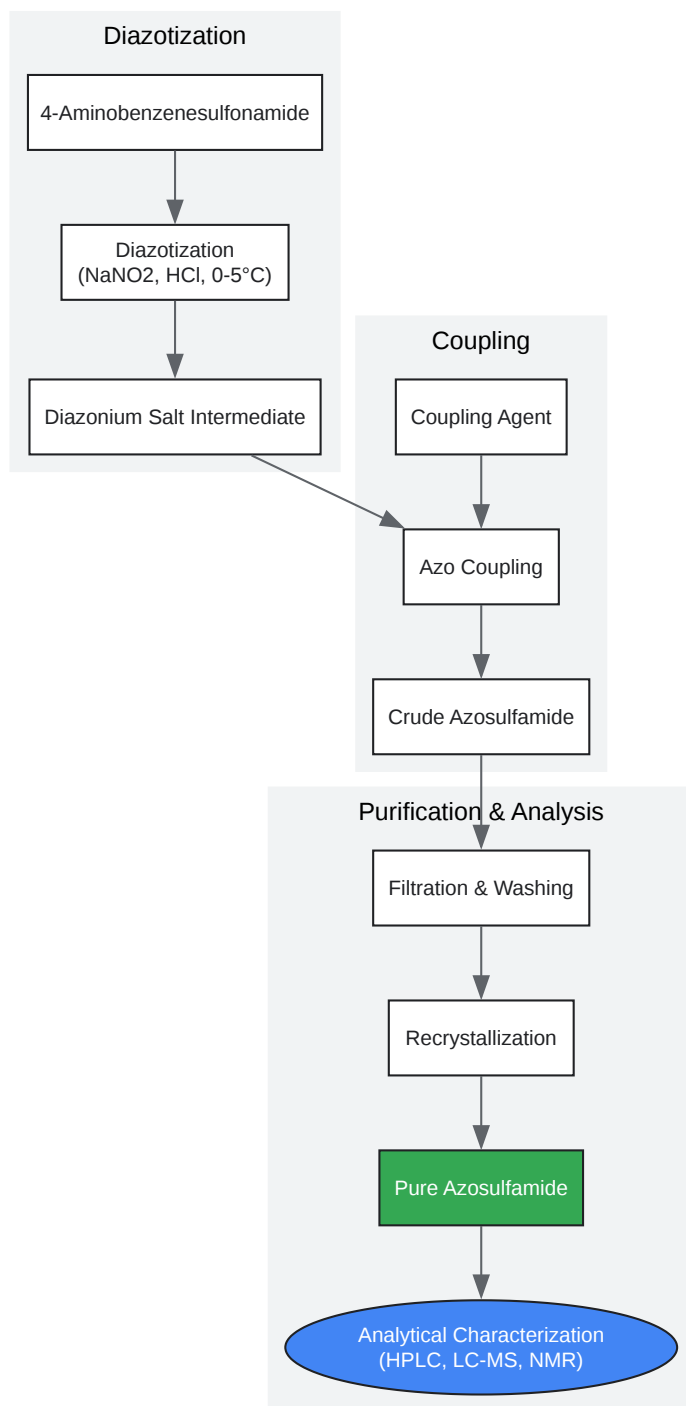 Diazotization
4-Aminobenzenesulfonamide
Diazotization
(NaNO2, HCl, 0-5°C)
Diazonium Salt Intermediate
Coupling
Coupling Agent
Azo Coupling
Crude Azosulfamide
Purification & Analysis
Filtration & Washing
Recrystallization
Pure Azosulfamide
Analytical Characterization
(HPLC, LC-MS, NMR)